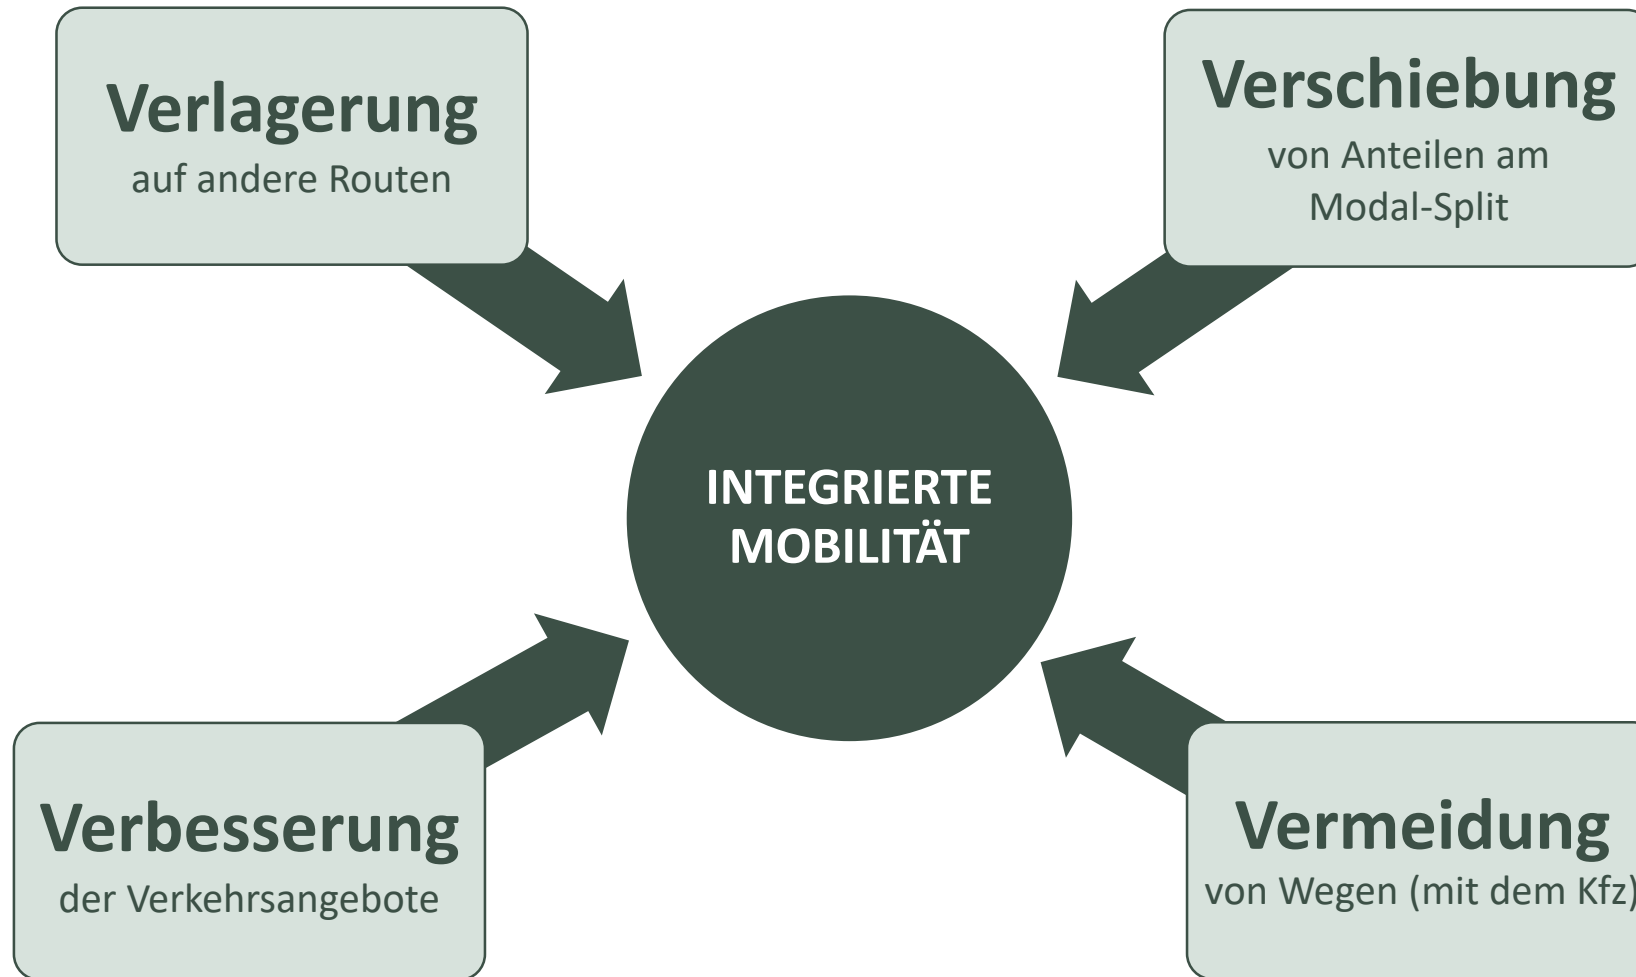 Verlagerung
auf andere Routen
Verschiebung
von Anteilen am
Modal-Split
INTEGRIERTE
MOBILITÄT
Verbesserung
der Verkehrsangebote
Vermeidung
von Wegen (mit dem Kfz)